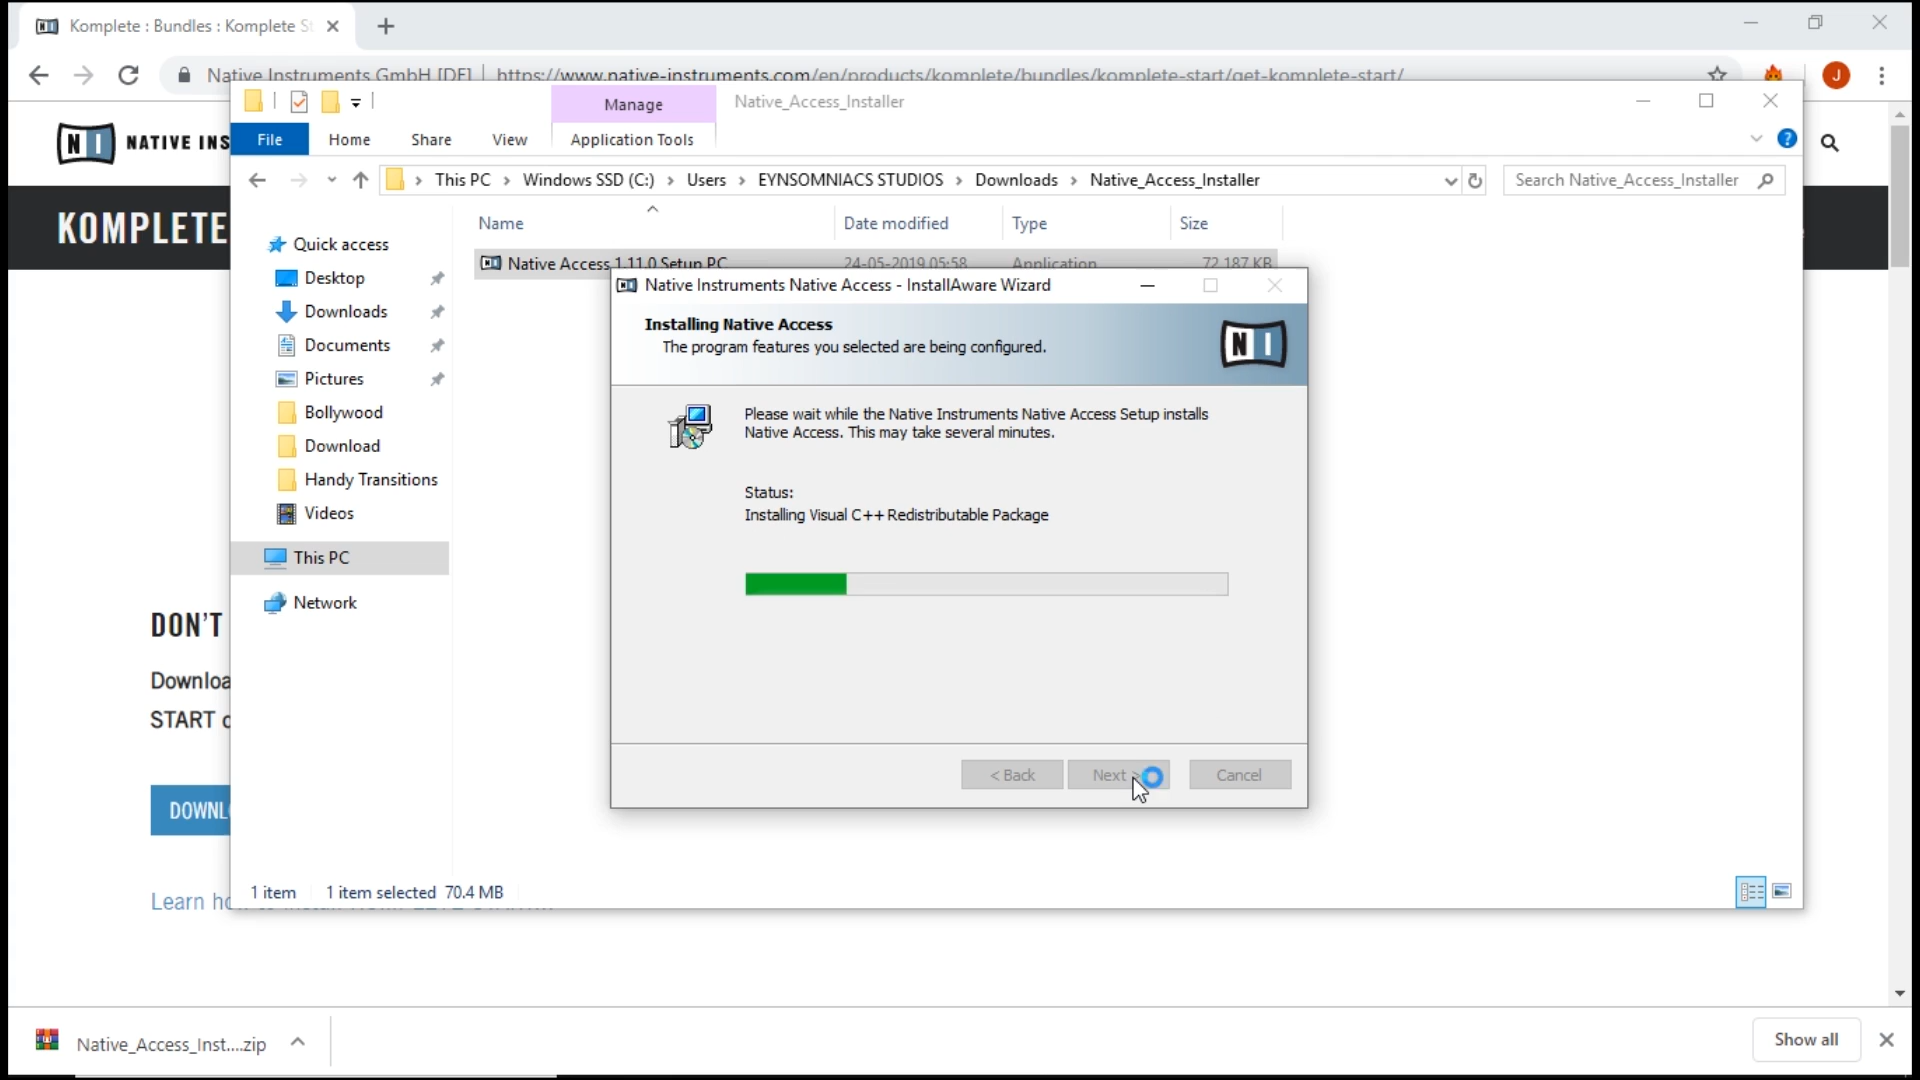 Komplete : Bundles : Komplete St
Native Instruments GmbH [DE] https://www.native-instruments.com/en/products/komplete/bundles/komplete-start/get-komplete-start/
J
Manage
Native_Access_Installer
NI NATIVE INS
File
Home
Share
View
Application Tools
This PC > Windows SSD (C:) > Users > EYNSOMNIACS STUDIOS > Downloads > Native_Access_Installer
Search Native_Access_Installer
KOMPLETE
Name
Date modified
Type
Size
Quick access
Desktop
Downloads
Documents
Pictures
Bollywood
Download
Handy Transitions
Videos
This PC
Network
Native Access 1.11.0 Setup PC
24-05-2019 05:58
Application
72,187 KB
Native Instruments Native Access - InstallAware Wizard
Installing Native Access
The program features you selected are being configured.
NI
Please wait while the Native Instruments Native Access Setup installs
Native Access. This may take several minutes.
Status:
Installing Visual C++ Redistributable Package
< Back
Next >
Cancel
DON'T
Downloa
START
DOWNL
Learn ho
1 item
1 item selected 70.4 MB
Native_Access_Inst....zip
Show all